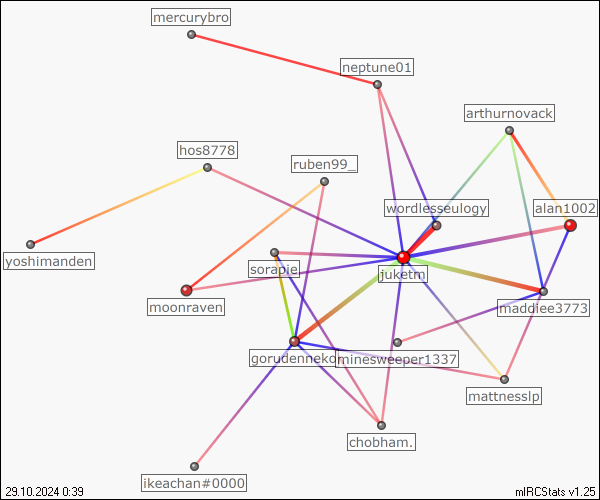 mercurybro
neptune01
arthurnovack
hos8778
ruben99_
wordlesseulogy
alan1002
yoshimanden
sorapie
juketm
moonraven
maddiee3773
gorudenneko
minesweeper1337
mattnesslp
chobham.
ikeachan#0000
29.10.2024 0:39
mIRCStats v1.25